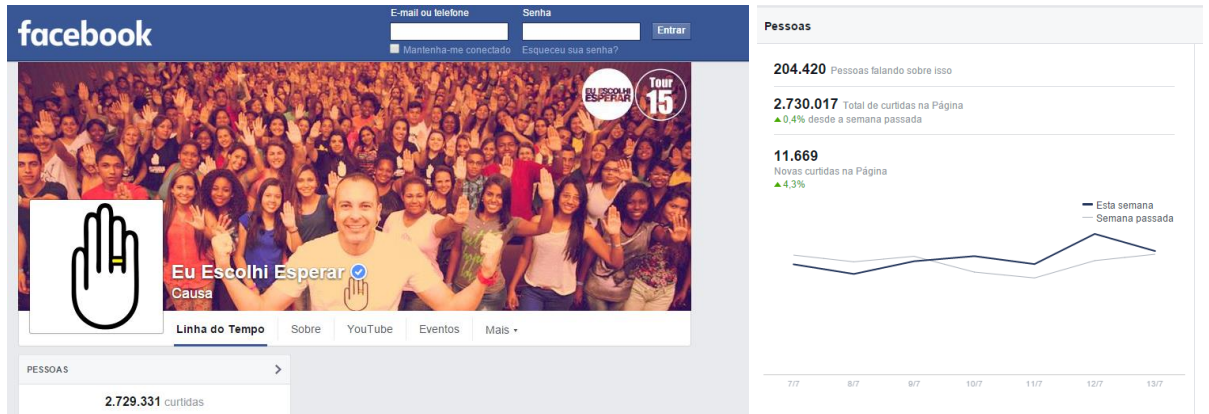 facebook
E-mail ou telefone
Senha
Entrar
Mantenha-me conectado
Esqueceu sua senha?
EU ESCOLHI
ESPERAR
Tour
15
Eu Escolhi Esperar
Causa
Linha do Tempo
Sobre
YouTube
Eventos
Mais
PESSOAS
2.729.331 curtidas
Pessoas
204.420 Pessoas falando sobre isso
2.730.017 Total de curtidas na Página
0,4% desde a semana passada
11.669
Novas curtidas na Página
4,3%
Esta semana
Semana passada
7/7 8/7 9/7 10/7 11/7 12/7 13/7